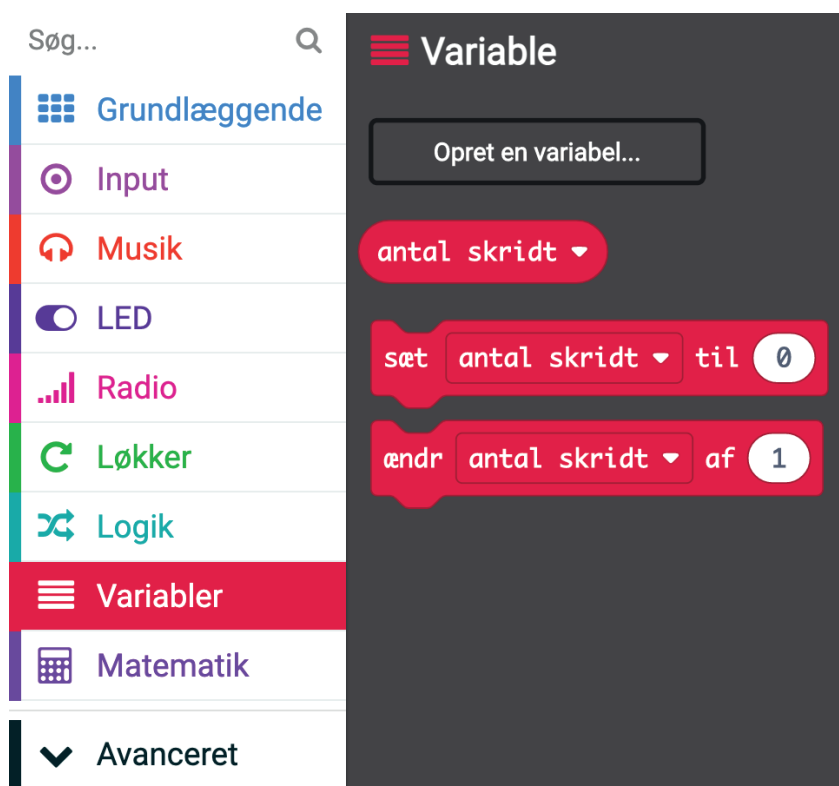 Søg...
Grundlæggende
Input
Musik
LED
Radio
Løkker
Logik
Variabler
Matematik
Avanceret
Variable
Opret en variabel...
antal skridt
sæt antal skridt til 0
ændr antal skridt af 1